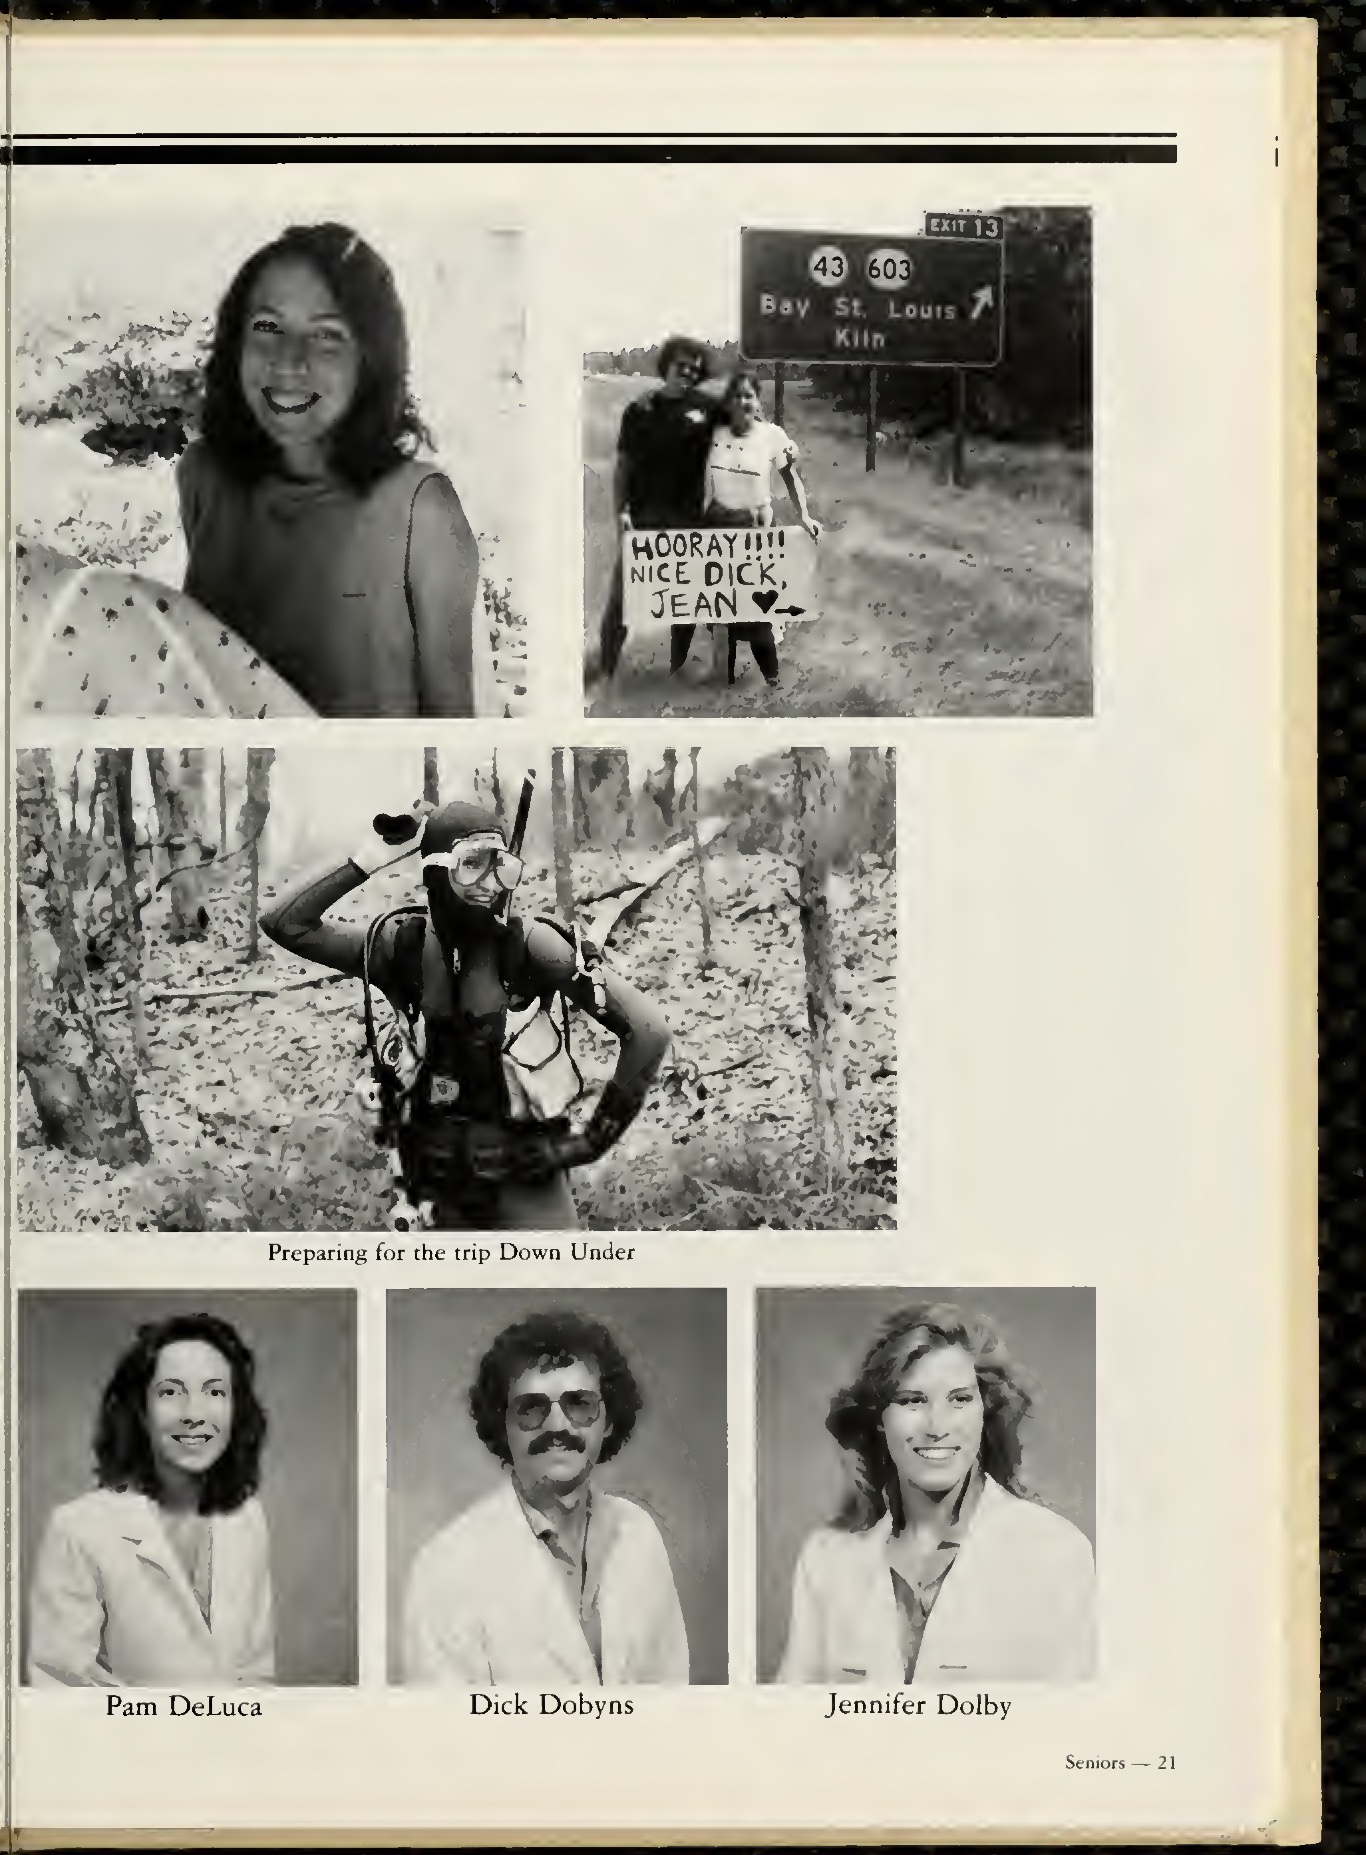 EXIT 13
43 603
Bay St. Louis
Kiln
HOORAY!!!!
NICE DICK,
JEAN
Preparing for the trip Down Under
Pam DeLuca
Dick Dobyns
Jennifer Dolby
Seniors — 21